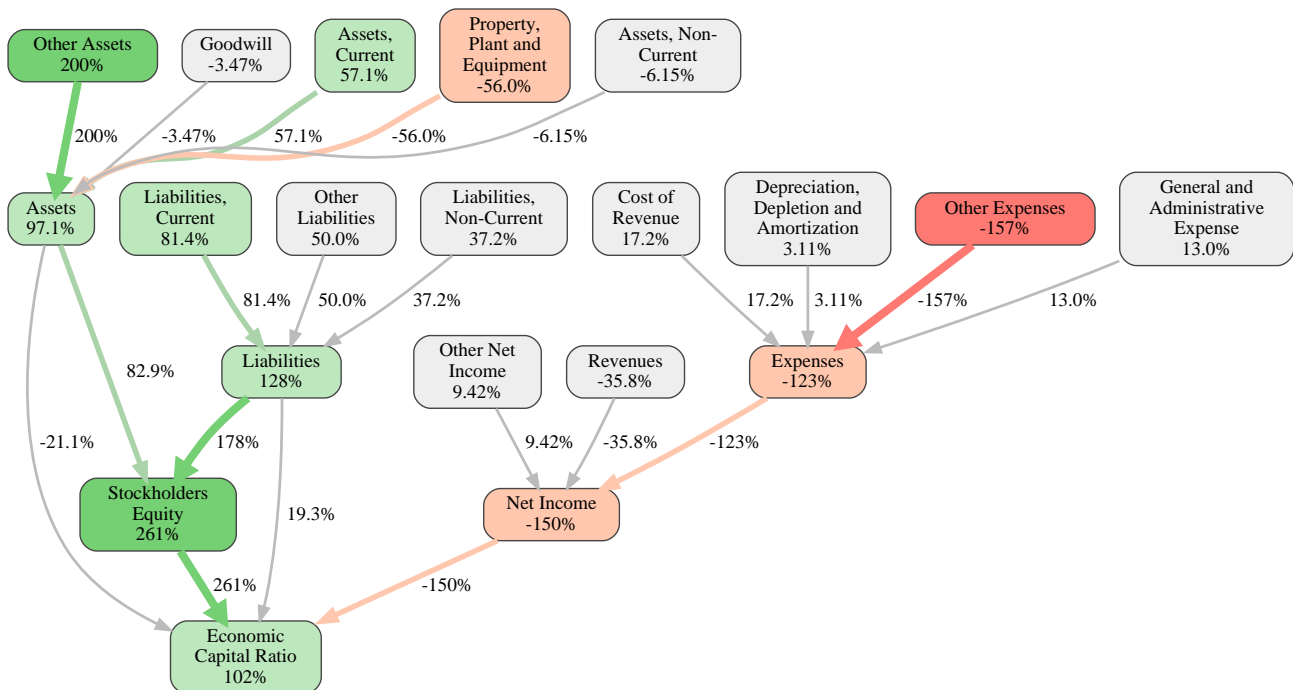 Other Assets
200%
Goodwill
-3.47%
Assets,
Current
57.1%
Property,
Plant and
Equipment
-56.0%
Assets, Non-
Current
-6.15%
200%
-3.47%
57.1%
-56.0%
-6.15%
Assets
97.1%
Liabilities,
Current
81.4%
Other
Liabilities
50.0%
Liabilities,
Non-Current
37.2%
Cost of
Revenue
17.2%
Depreciation,
Depletion and
Amortization
3.11%
Other Expenses
-157%
General and
Administrative
Expense
13.0%
81.4%
50.0%
37.2%
17.2%
3.11%
-157%
13.0%
82.9%
Liabilities
128%
Other Net
Income
9.42%
Revenues
-35.8%
Expenses
-123%
-21.1%
178%
9.42%
-35.8%
-123%
Stockholders
Equity
261%
19.3%
Net Income
-150%
261%
-150%
Economic
Capital Ratio
102%